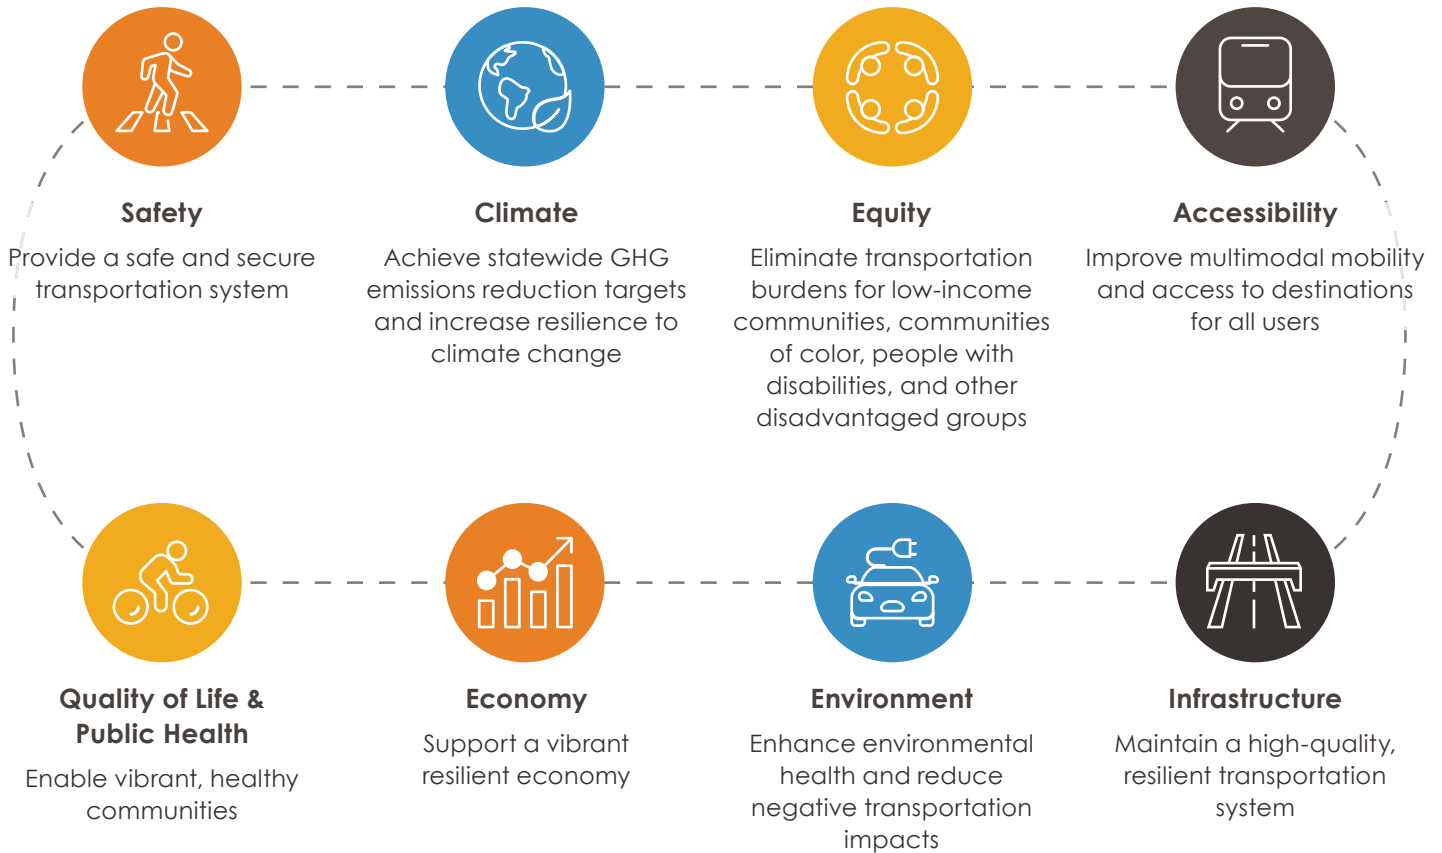 Safety
Provide a safe and secure
transportation system
Climate
Achieve statewide GHG
emissions reduction targets
and increase resilience to
climate change
Equity
Eliminate transportation
burdens for low-income
communities, communities
of color, people with
disabilities, and other
disadvantaged groups
Accessibility
Improve multimodal mobility
and access to destinations
for all users
Quality of Life &
Public Health
Enable vibrant, healthy
communities
Economy
Support a vibrant
resilient economy
Environment
Enhance environmental
health and reduce
negative transportation
impacts
Infrastructure
Maintain a high-quality,
resilient transportation
system